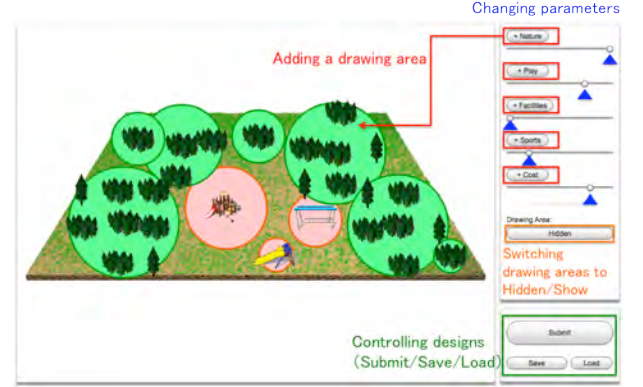 Changing parameters
+ Nature
Adding a drawing area
+ Play
+ Facilities
+ Sports
+ Cost
Drawing Area:
Hidden
Switching
drawing areas to
Hidden/Show
Controlling designs
(Submit/Save/Load)
Submit
Save
Load